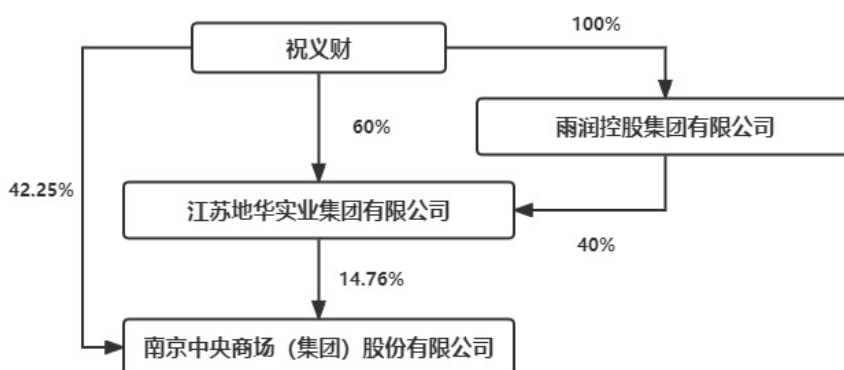 100%
祝义财
雨润控股集团有限公司
60%
42.25%
江苏地华实业集团有限公司
40%
14.76%
南京中央商场（集团）股份有限公司